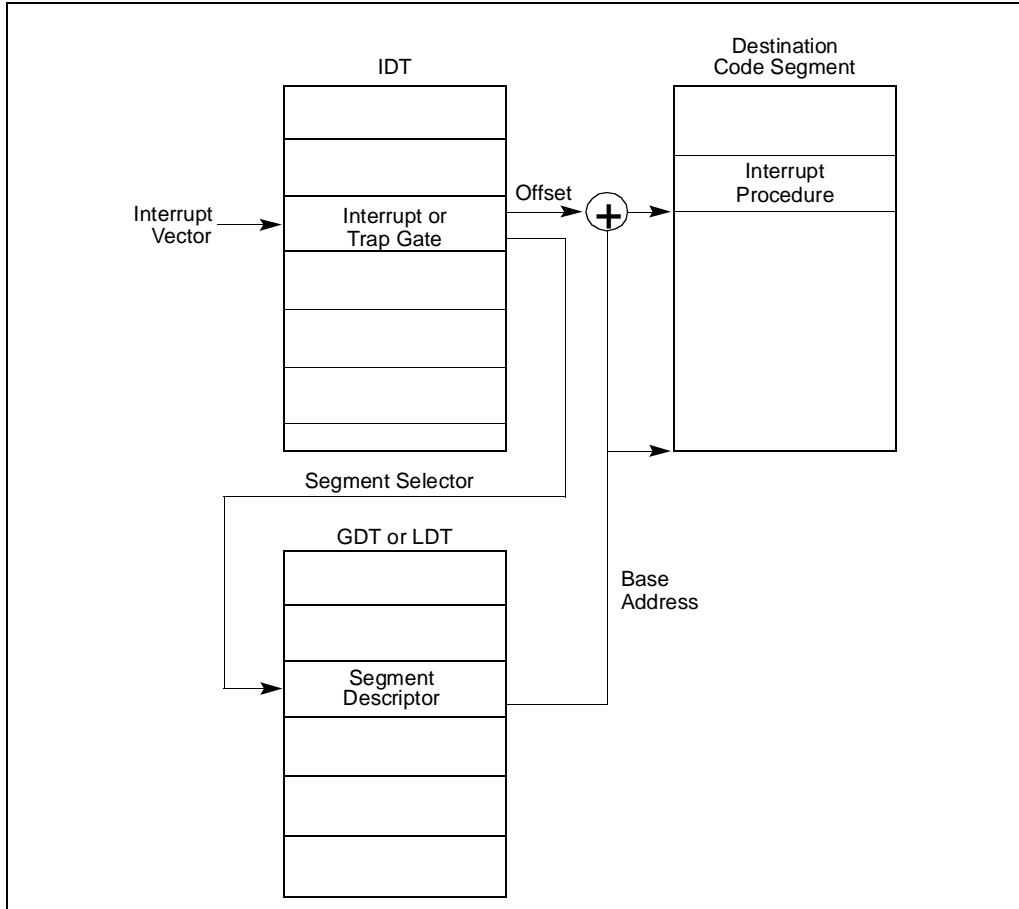 IDT
Destination
Code Segment
Interrupt
Vector
Interrupt or
Trap Gate
Offset
+
Interrupt
Procedure
Segment Selector
GDT or LDT
Base
Address
Segment
Descriptor